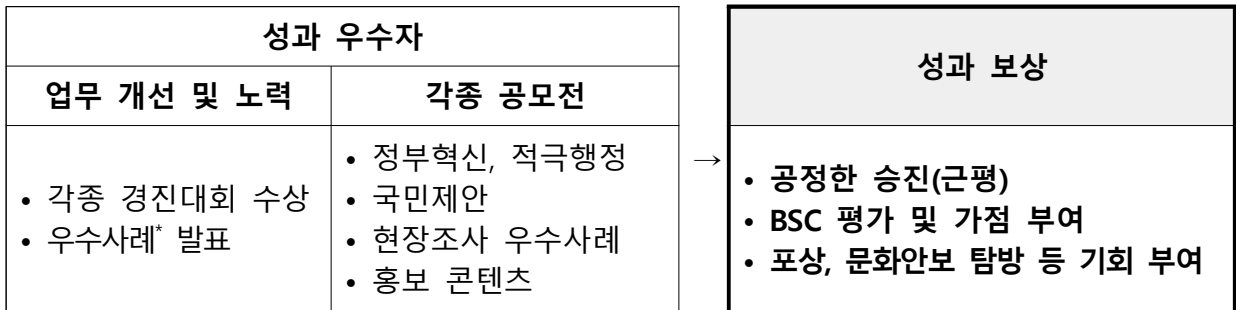 성과 우수자
업무 개선 및 노력
각종 공모전
• 각종 경진대회 수상
• 우수사례* 발표
• 정부혁신, 적극행정
• 국민제안
• 현장조사 우수사례
• 홍보 콘텐츠
→
성과 보상
• 공정한 승진(근평)
• BSC 평가 및 가점 부여
• 포상, 문화안보 탐방 등 기회 부여